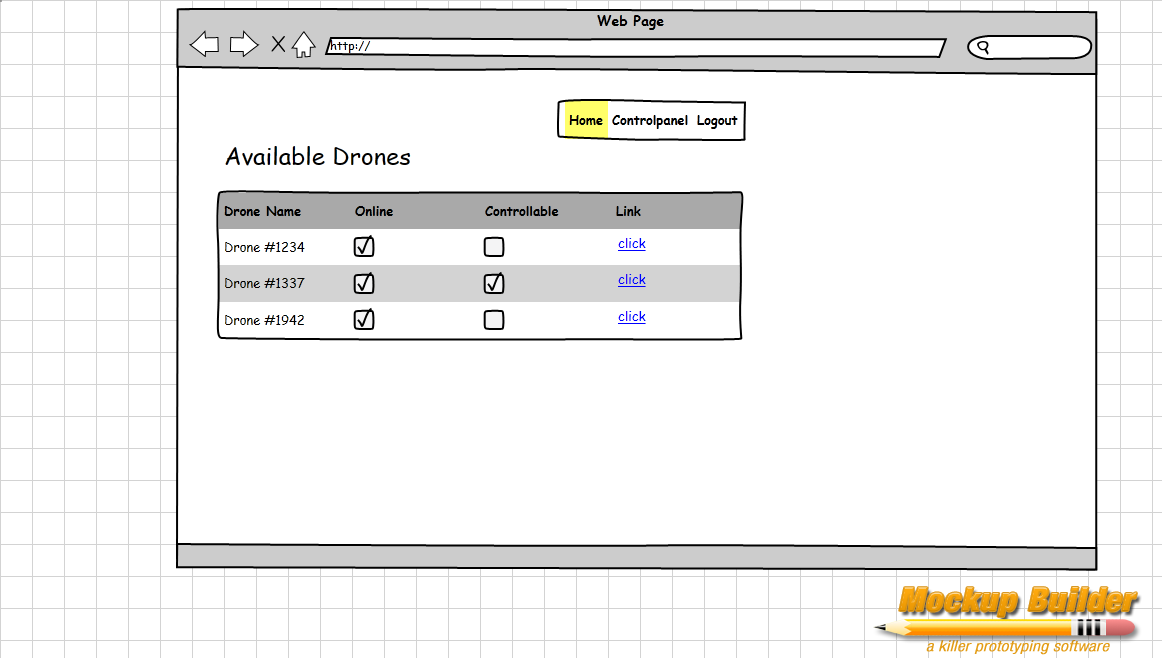 Web Page
http://
Home Controlpanel Logout
Available Drones
Drone Name Online Controllable Link
Drone #1234 click
Drone #1337 click
Drone #1942 click
Mockup Builder
a killer prototyping software